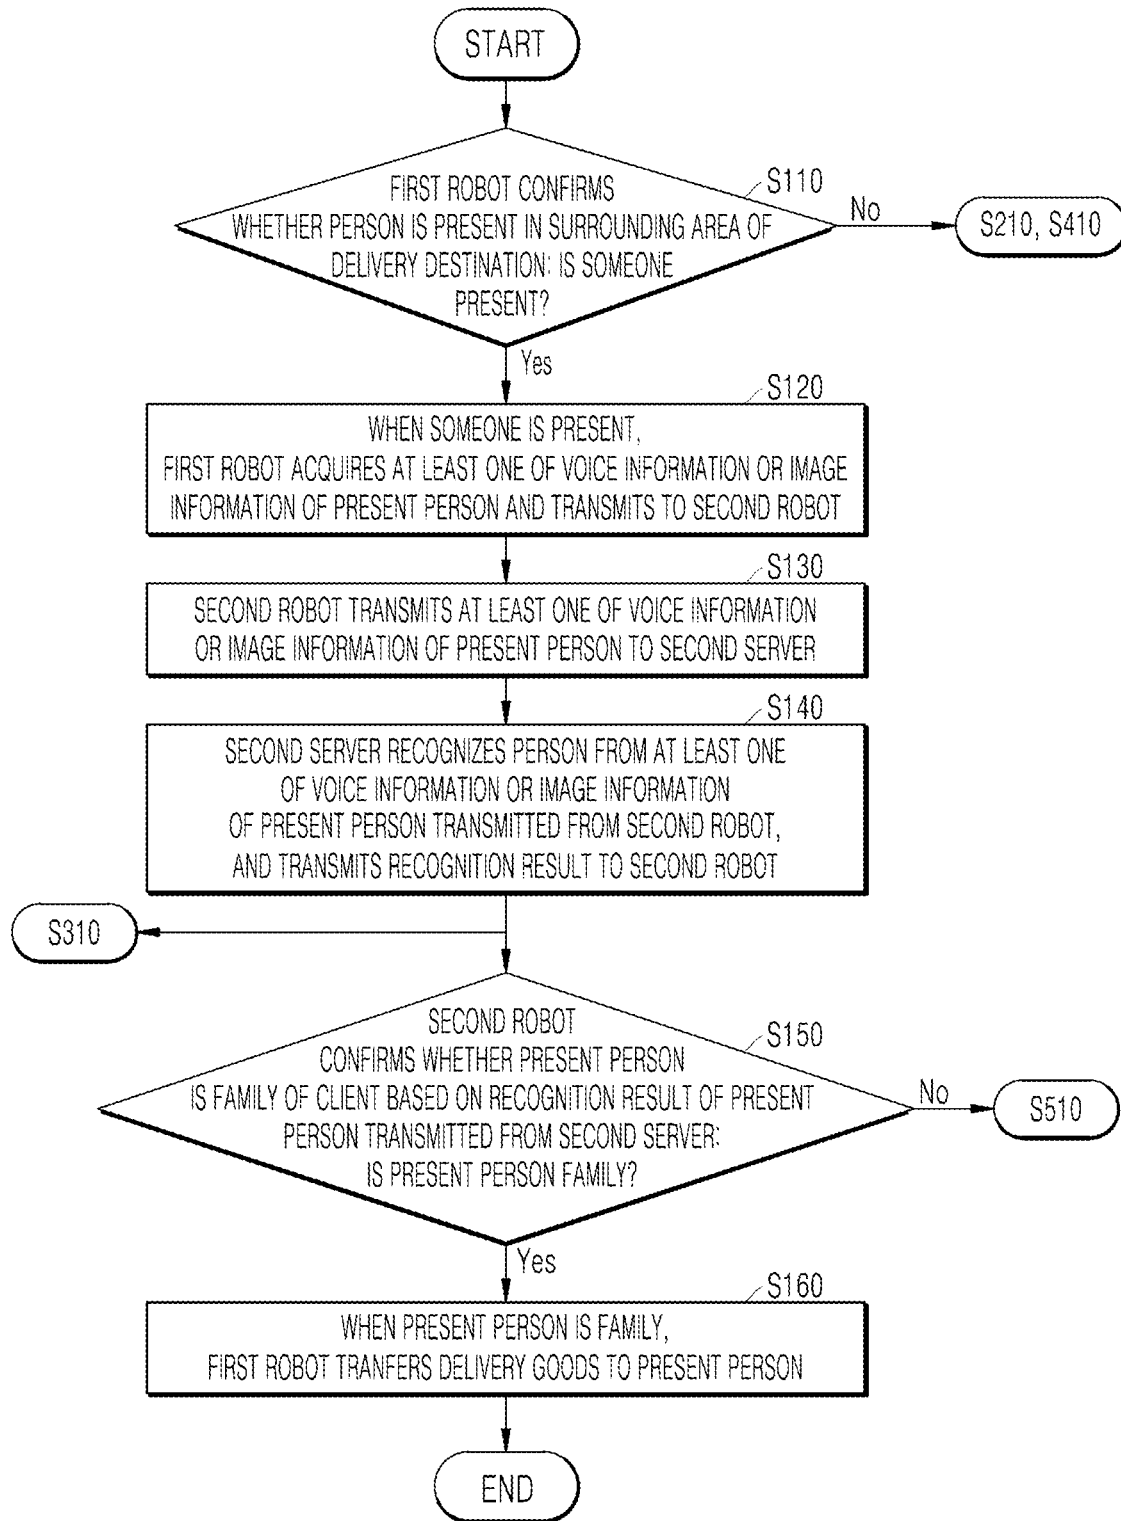 START
S110
FIRST ROBOT CONFIRMS
WHETHER PERSON IS PRESENT IN SURROUNDING AREA OF
DELIVERY DESTINATION: IS SOMEONE
PRESENT?
No
S210, S410
Yes
S120
WHEN SOMEONE IS PRESENT,
FIRST ROBOT ACQUIRES AT LEAST ONE OF VOICE INFORMATION OR IMAGE
INFORMATION OF PRESENT PERSON AND TRANSMITS TO SECOND ROBOT
S130
SECOND ROBOT TRANSMITS AT LEAST ONE OF VOICE INFORMATION
OR IMAGE INFORMATION OF PRESENT PERSON TO SECOND SERVER
S140
SECOND SERVER RECOGNIZES PERSON FROM AT LEAST ONE
OF VOICE INFORMATION OR IMAGE INFORMATION
OF PRESENT PERSON TRANSMITTED FROM SECOND ROBOT,
AND TRANSMITS RECOGNITION RESULT TO SECOND ROBOT
S310
S150
SECOND ROBOT
CONFIRMS WHETHER PRESENT PERSON
IS FAMILY OF CLIENT BASED ON RECOGNITION RESULT OF PRESENT
PERSON TRANSMITTED FROM SECOND SERVER:
IS PRESENT PERSON FAMILY?
No
S510
Yes
S160
WHEN PRESENT PERSON IS FAMILY,
FIRST ROBOT TRANFERS DELIVERY GOODS TO PRESENT PERSON
END